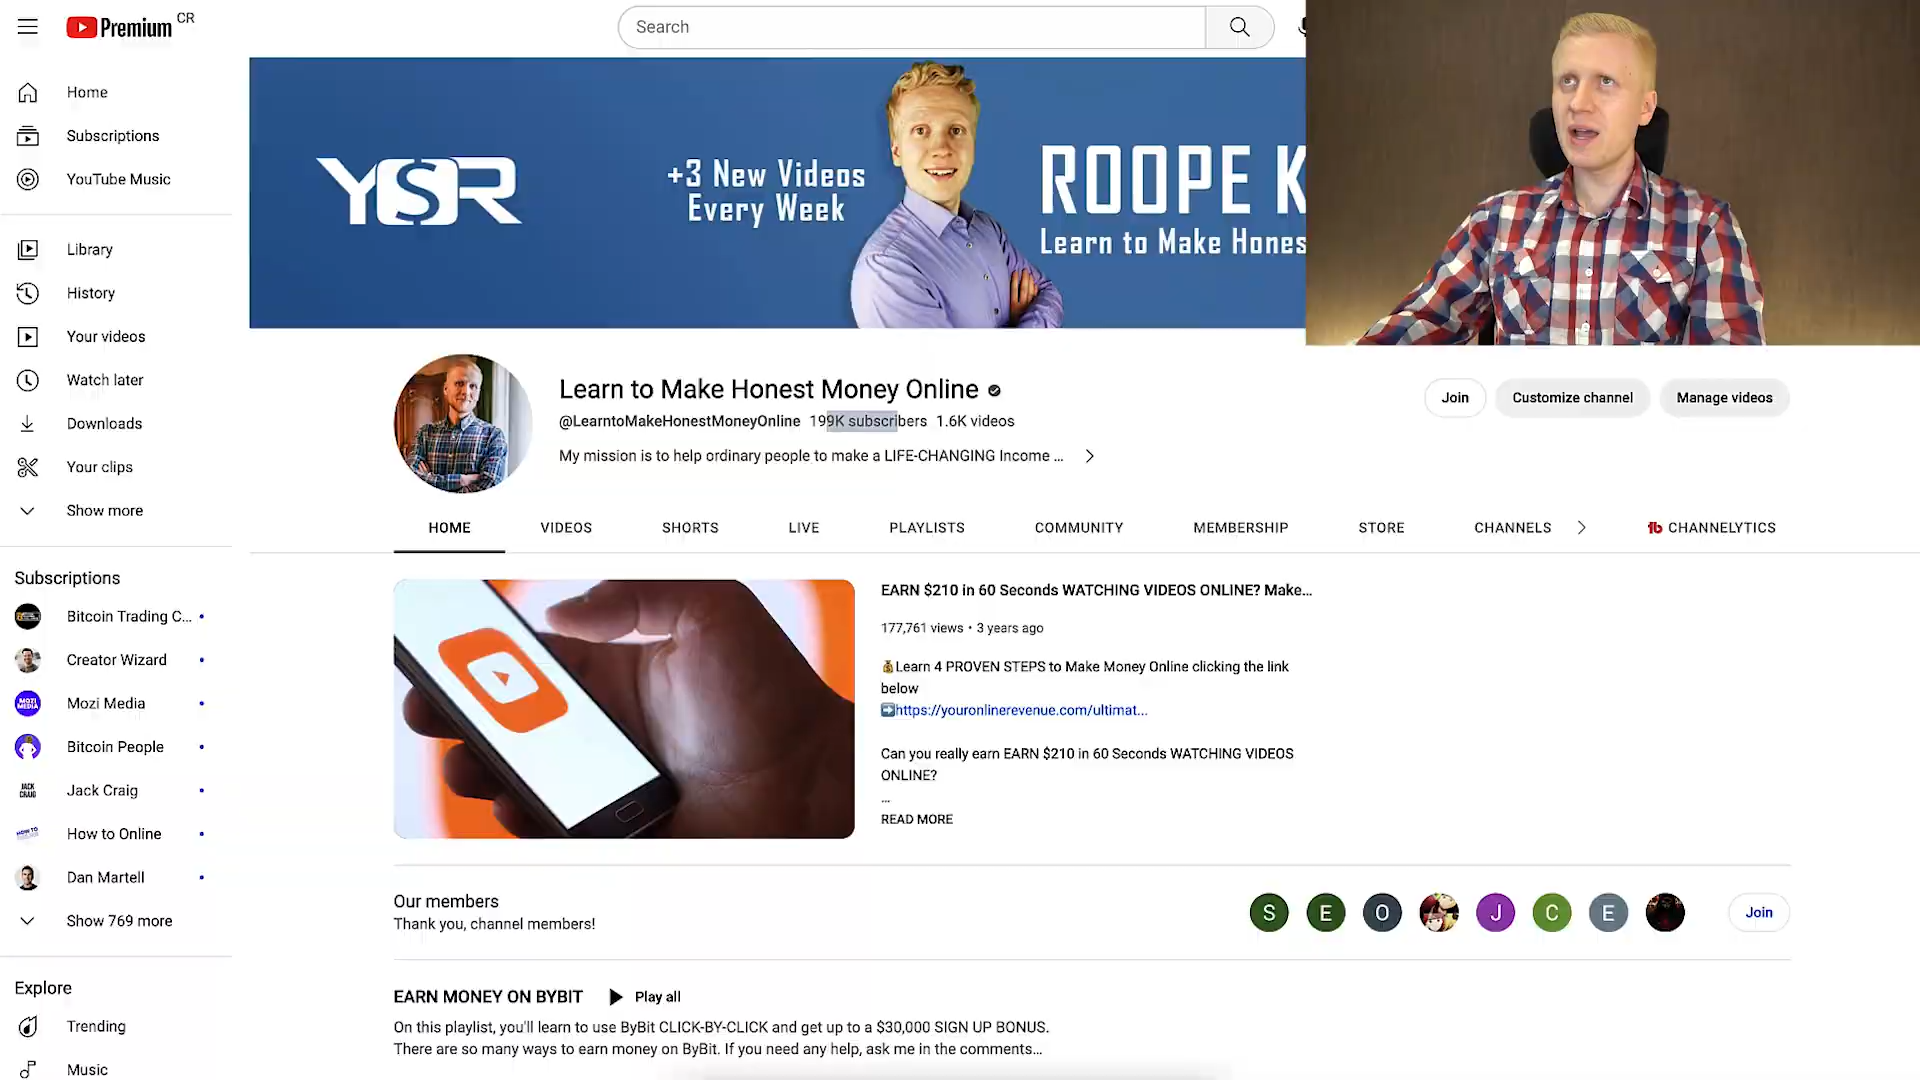 Premium CR
Search
Home
Subscriptions
YouTube Music
Library
History
Your videos
Watch later
Downloads
Your clips
Show more
Subscriptions
Bitcoin Trading C...
Creator Wizard
Mozi Media
Bitcoin People
Jack Craig
How to Online
Dan Martell
Show 769 more
Explore
Trending
Music
Y$R
+3 New Videos
Every Week
ROOPE K
Learn to Make Hones
Learn to Make Honest Money Online
@LearntoMakeHonestMoneyOnline 199K subscribers 1.6K videos
My mission is to help ordinary people to make a LIFE-CHANGING Income ...
Join
Customize channel
Manage videos
HOME VIDEOS SHORTS LIVE PLAYLISTS COMMUNITY MEMBERSHIP STORE CHANNELS CHANNELYTICS
EARN $210 in 60 Seconds WATCHING VIDEOS ONLINE? Make...
177,761 views • 3 years ago
💰Learn 4 PROVEN STEPS to Make Money Online clicking the link
below
➡️https://youronlinerevenue.com/ultimat...
Can you really earn EARN $210 in 60 Seconds WATCHING VIDEOS
ONLINE?
...
READ MORE
Our members
Thank you, channel members!
S E O J C E
Join
EARN MONEY ON BYBIT Play all
On this playlist, you'll learn to use ByBit CLICK-BY-CLICK and get up to a $30,000 SIGN UP BONUS.
There are so many ways to earn money on ByBit. If you need any help, ask me in the comments...
MOZI
MEDIA
JACK
CRAIG
HOW TO